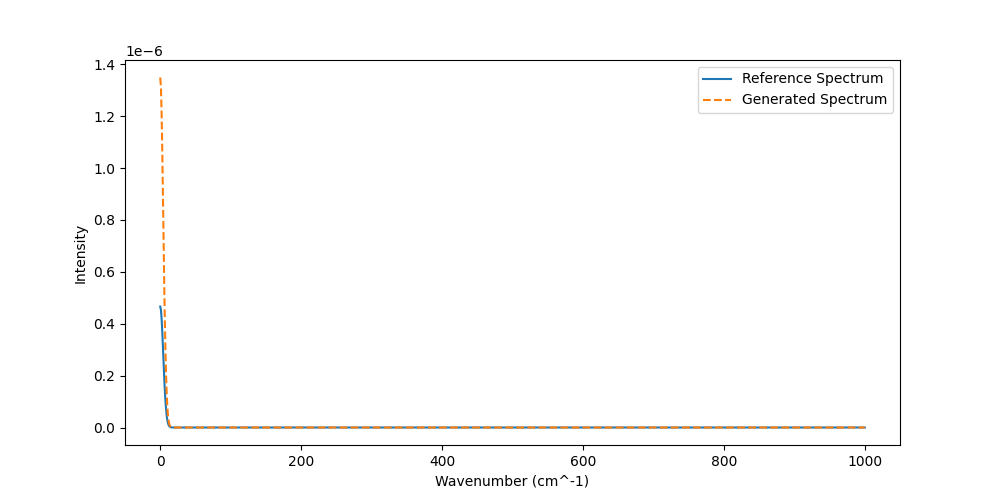 1e−6
1.4
1.2
1.0
0.8
0.6
0.4
0.2
0.0
Intensity
0
200
400
600
800
1000
Wavenumber (cm^-1)
Reference Spectrum
Generated Spectrum